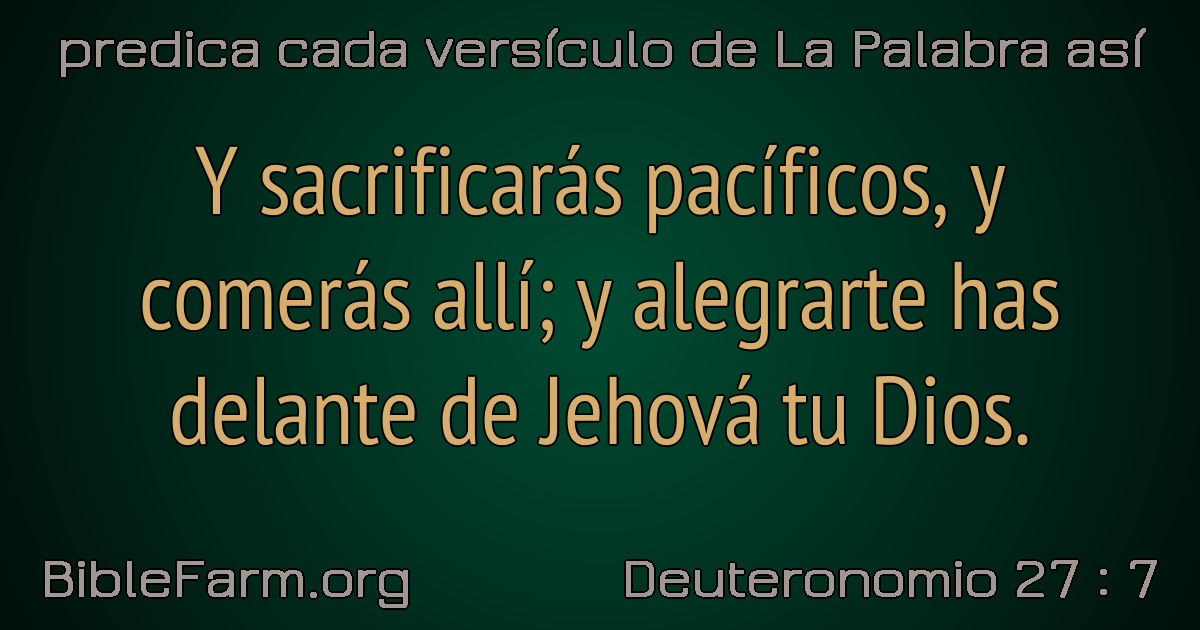 predica cada versículo de La Palabra así
Y sacrificarás pacíficos, y
comerás allí; y alegrarte has
delante de Jehová tu Dios.
BibleFarm.org
Deuteronomio 27 : 7